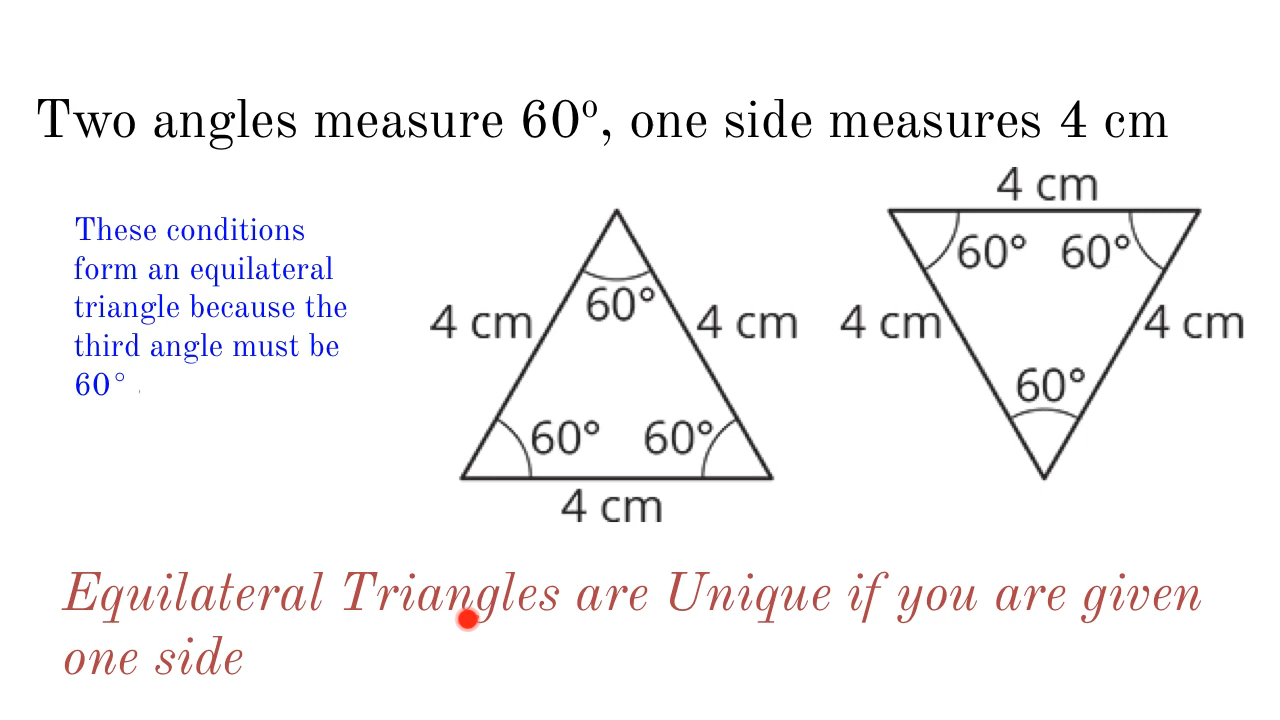 Two angles measure 60º, one side measures 4 cm
These conditions
form an equilateral
triangle because the
third angle must be
60°
60°
4 cm
4 cm
60°
60°
4 cm
4 cm
60°
60°
4 cm
4 cm
60°
Equilateral Triangles are Unique if you are given
one side